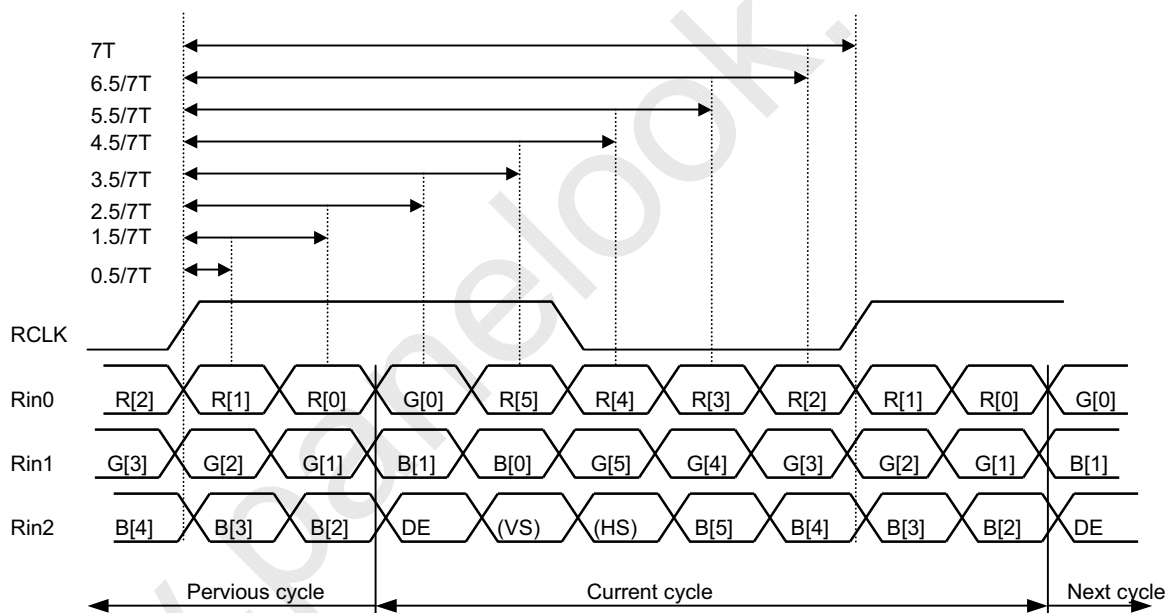 7T
6.5/7T
5.5/7T
4.5/7T
3.5/7T
2.5/7T
1.5/7T
0.5/7T
RCLK
Rin0 R[2] R[1] R[0] G[0] R[5] R[4] R[3] R[2] R[1] R[0] G[0]
Rin1 G[3] G[2] G[1] B[1] B[0] G[5] G[4] G[3] G[2] G[1] B[1]
Rin2 B[4] B[3] B[2] DE (VS) (HS) B[5] B[4] B[3] B[2] DE
Pervious cycle Current cycle Next cycle
panelook.